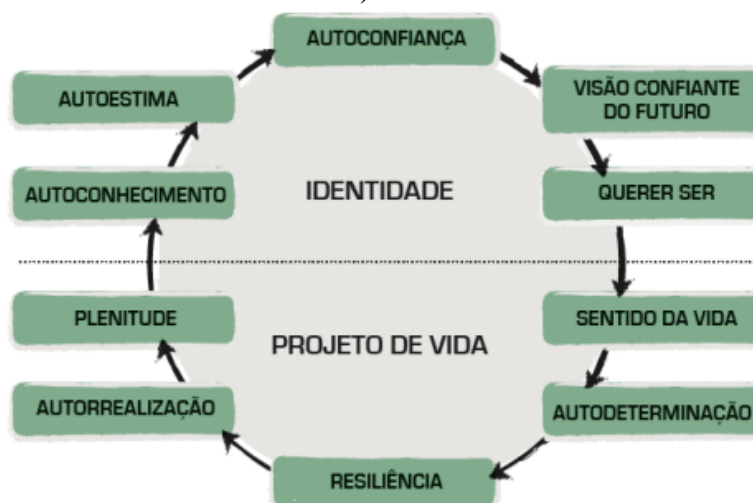 AUTOCONFIANÇA
AUTOESTIMA
VISÃO CONFIANTE
DO FUTURO
AUTOCONHECIMENTO
IDENTIDADE
QUERER SER
PLENITUDE
SENTIDO DA VIDA
PROJETO DE VIDA
AUTORREALIZAÇÃO
AUTODETERMINAÇÃO
RESILIÊNCIA